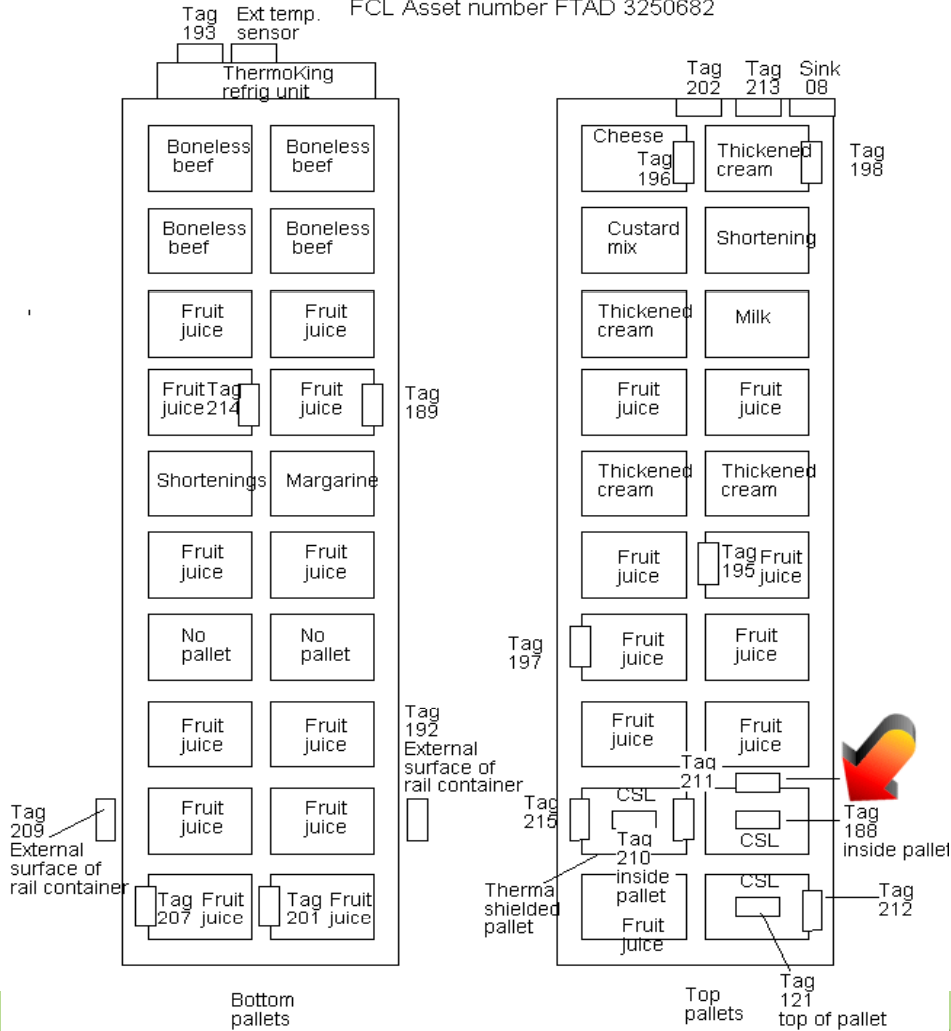 FCL Asset number FTAD 3250682
Tag
193
Ext temp.
sensor
ThermoKing
refrig unit
Boneless
beef
Boneless
beef
Boneless
beef
Boneless
beef
Fruit
juice
Fruit
juice
Fruit
juice
Tag
214
Fruit
juice
Tag
189
Shortenings
Margarine
Fruit
juice
Fruit
juice
No
pallet
No
pallet
Fruit
juice
Fruit
juice
Tag
192
External
surface of
rail container
Tag
209
External
surface of
rail container
Fruit
juice
Fruit
juice
Tag
207
Fruit
juice
Tag
201
Fruit
juice
Bottom
pallets
Tag
202
Tag
213
Sink
08
Cheese
Tag
196
Thickened
cream
Tag
198
Custard
mix
Shortening
Thickened
cream
Milk
Fruit
juice
Fruit
juice
Thickened
cream
Thickened
cream
Fruit
juice
Tag
195
Fruit
juice
Tag
197
Fruit
juice
Fruit
juice
Fruit
juice
Fruit
juice
Tag
211
Tag
215
CSL
Tag
210
inside
pallet
CSL
Tag
188
inside pallet
Therma
shielded
pallet
Fruit
juice
CSL
Tag
212
Tag
121
top of pallet
Top
pallets